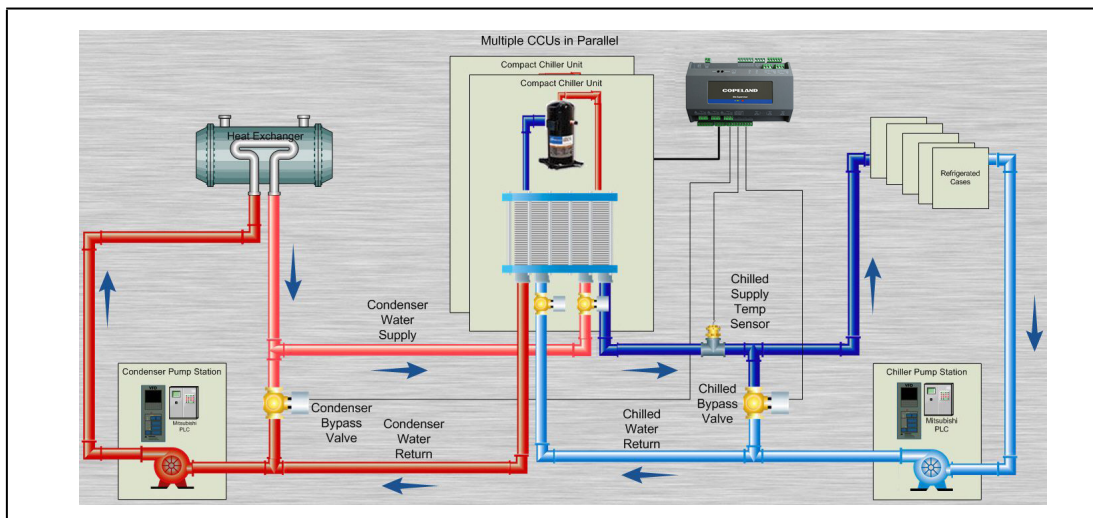 Multiple CCUs in Parallel
Compact Chiller Unit
Compact Chiller Unit
COPELAND
Heat Exchanger
Refrigerated
Cases
Condenser
Water
Supply
Chilled
Supply
Temp
Sensor
Condenser Pump Station
Mitsubishi
PLC
Condenser
Bypass
Valve
Condenser
Water
Return
Chilled
Water
Return
Chilled
Bypass
Valve
Chiller Pump Station
Mitsubishi
PLC